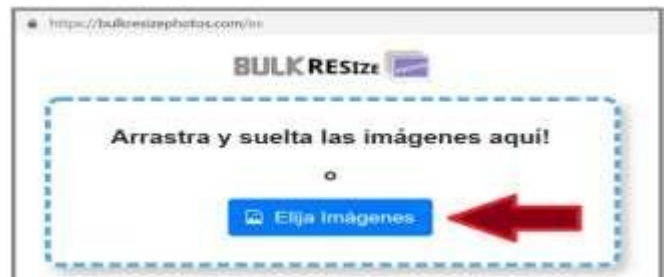 https://bulkresizephotos.com/es
BULK RESIZE
Arrastra y suelta las imágenes aquí!
o
Elija Imágenes